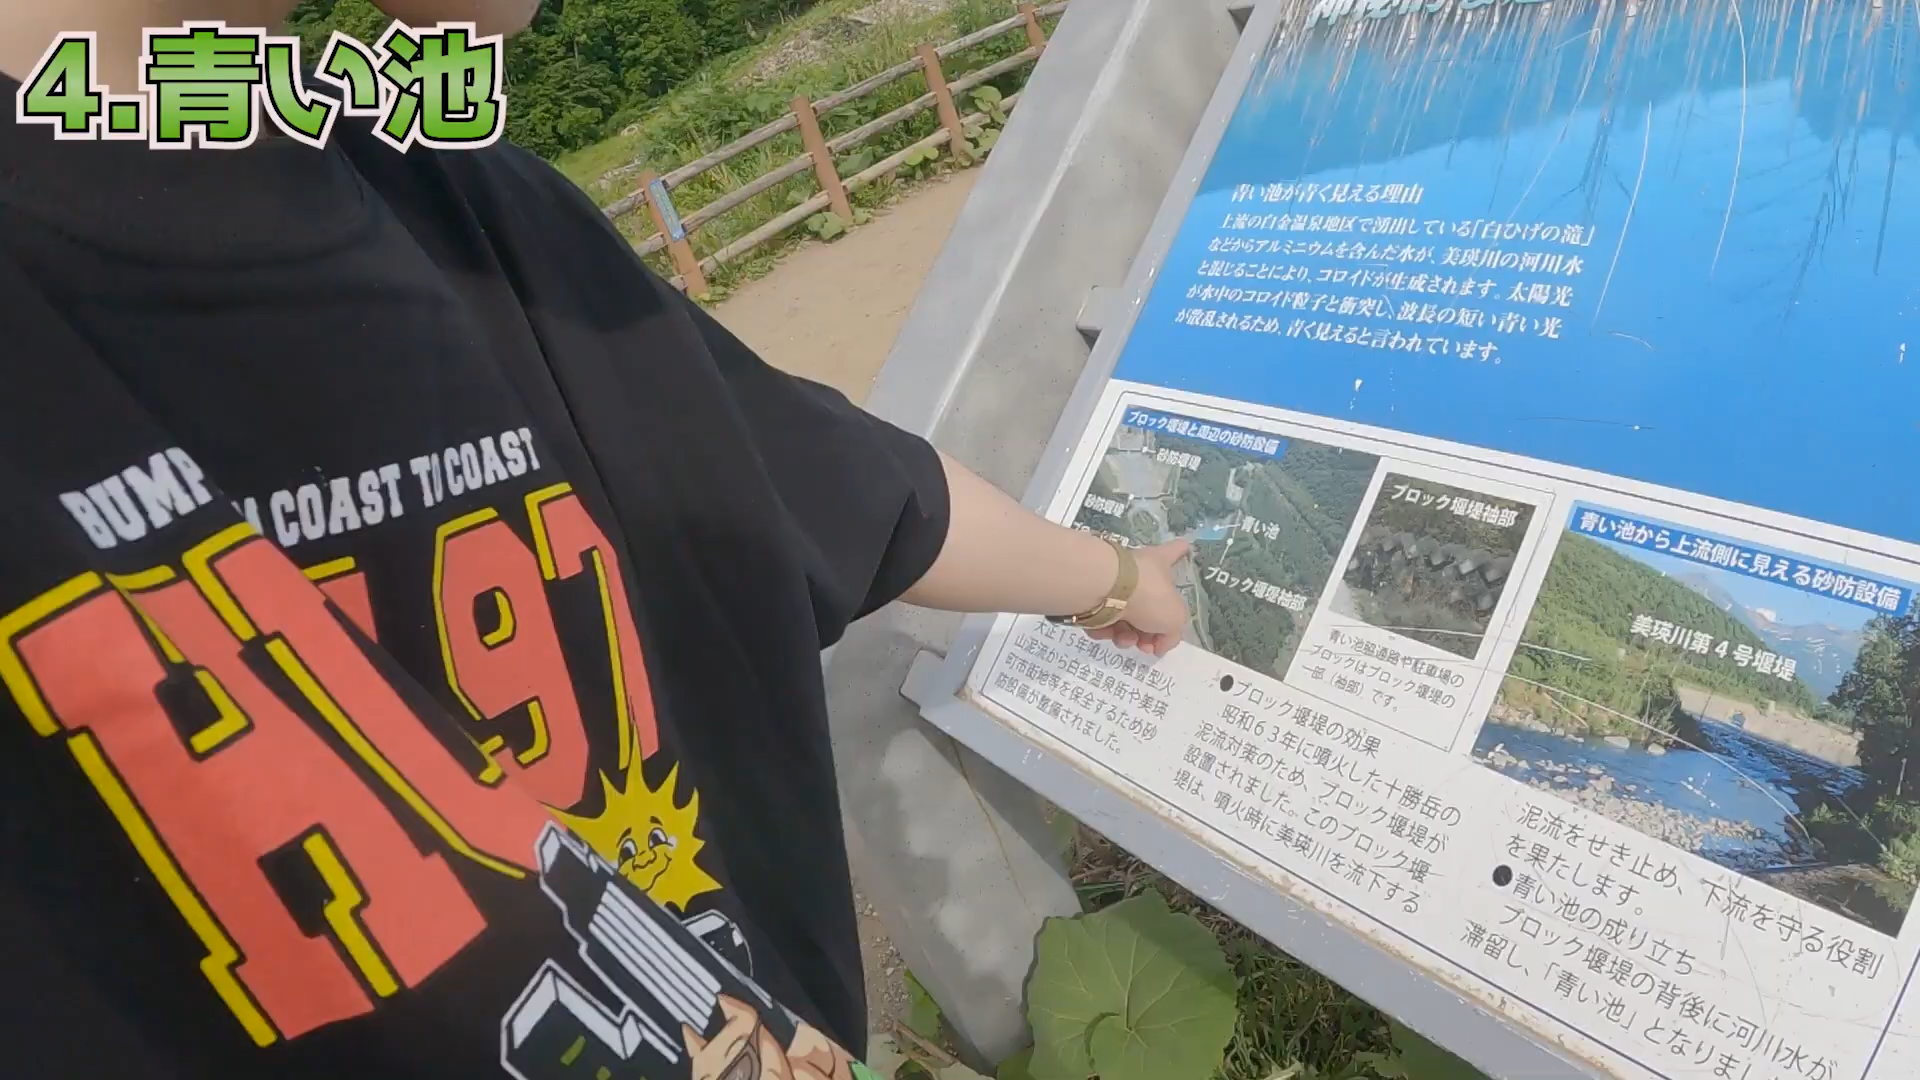 4.青い池
BUMP
COAST TO COAST
97
青い池が青く見える理由
上流の白金温泉地区で湧出している「白ひげの滝」
などからアルミニウムを含んだ水が、美瑛川の河川水
と混じることにより、コロイドが生成されます。太陽光
が水中のコロイド粒子と衝突し、波長の短い青い光
が散乱されるため、青く見えると言われています。
ブロック堰堤と周辺の砂防設備
砂防堰堤
砂防堰堤
青い池
ブロック堰堤袖部
大正15年噴火の融雪型火
山泥流から白金温泉街や美瑛
町市街地等を保全するため砂
防設備が整備されました。
ブロック堰堤袖部
青い池脇通路や駐車場の
ブロックはブロック堰堤の
一部（袖部）です。
青い池から上流側に見える砂防設備
美瑛川第4号堰堤
●ブロック堰堤の効果
昭和63年に噴火した十勝岳の
泥流対策のため、ブロック堰堤が
設置されました。このブロック堰
堤は、噴火時に美瑛川を流下する
泥流をせき止め、下流を守る役割
を果たします。
●青い池の成り立ち
ブロック堰堤の背後に河川水が
滞留し、「青い池」となりまし